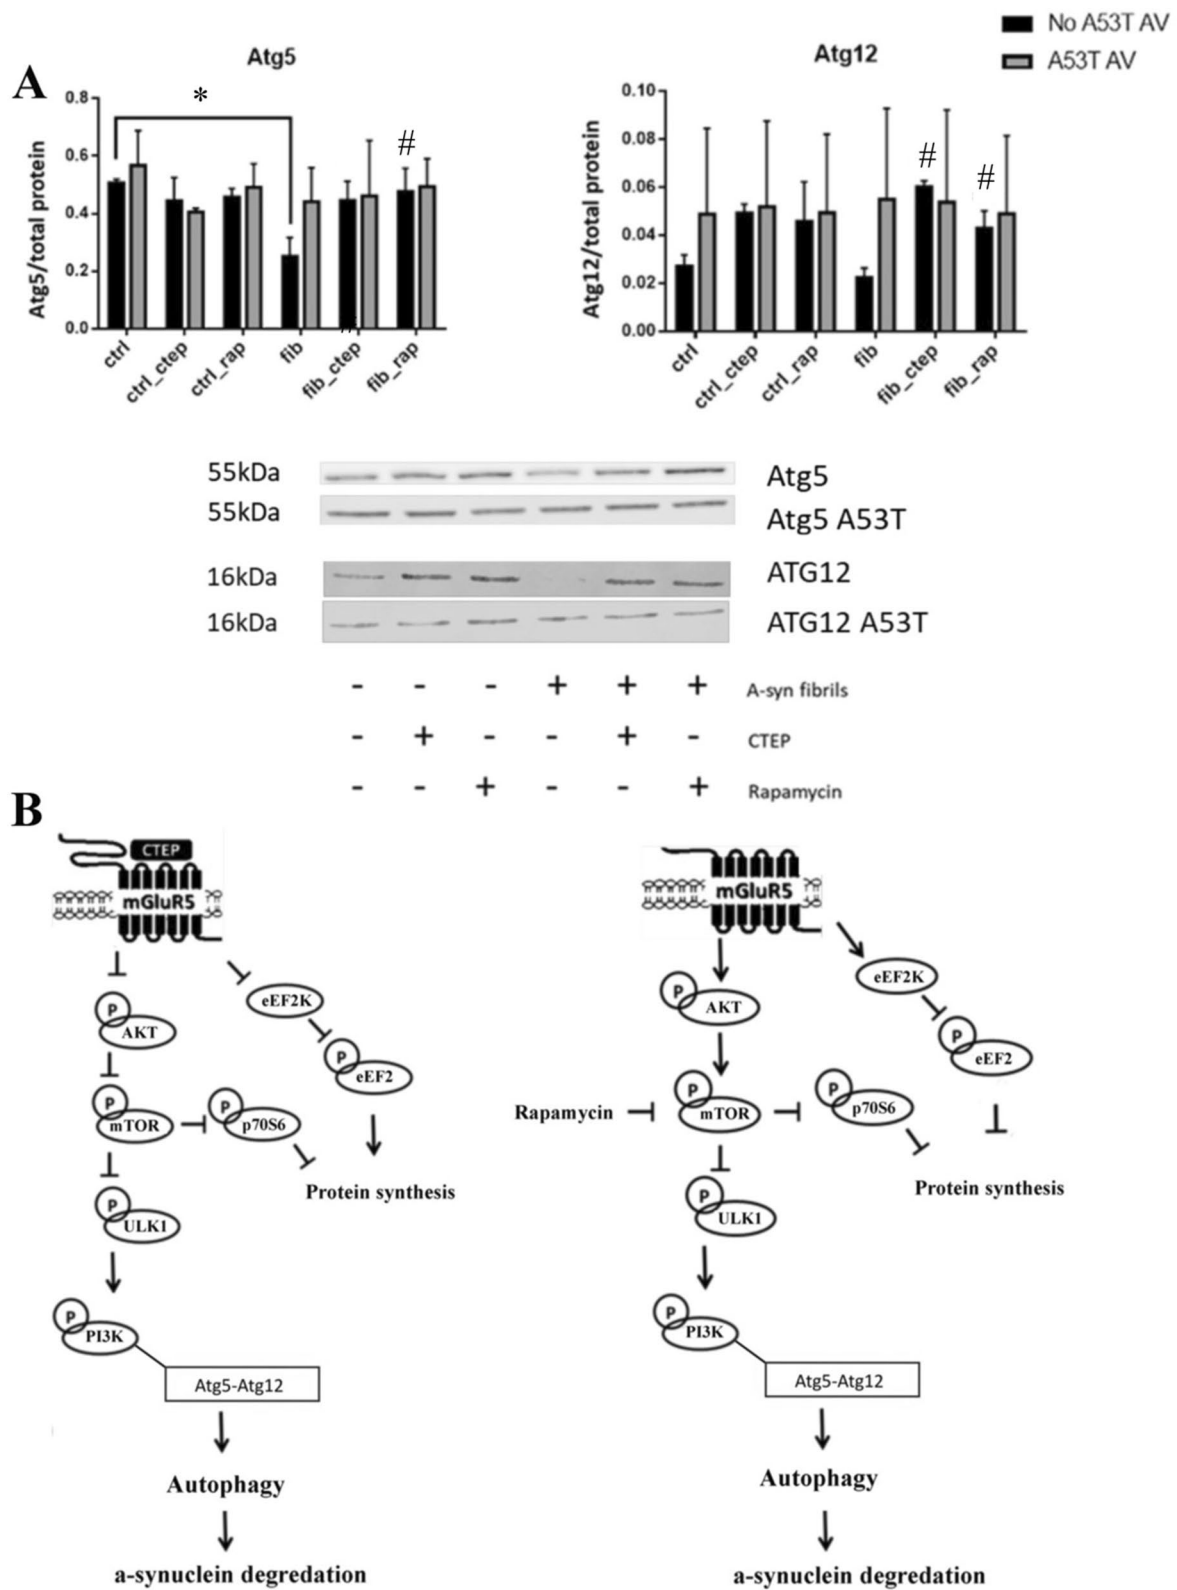 No A53T AV
A53T AV
A
Atg5
Atg12
*
#
Atg5/total protein
0.8
0.6
0.4
0.2
0.0
ctrl
ctrl_ctep
ctrl_rap
fib
fib_ctep
fib_rap
#
#
Atg12/total protein
0.10
0.08
0.06
0.04
0.02
0.00
ctrl
ctrl_ctep
ctrl_rap
fib
fib_ctep
fib_rap
55kDa Atg5
55kDa Atg5 A53T
16kDa ATG12
16kDa ATG12 A53T
- - - + + + A-syn fibrils
- + - - + - CTEP
- - + - - + Rapamycin
B
CTEP
mGluR5
eEF2K
P
AKT
P
eEF2
P
mTOR
P
p70S6
Protein synthesis
P
ULK1
P
PI3K
Atg5-Atg12
Autophagy
a-synuclein degredation
mGluR5
eEF2K
P
AKT
P
eEF2
Rapamycin
P
mTOR
P
p70S6
Protein synthesis
P
ULK1
P
PI3K
Atg5-Atg12
Autophagy
a-synuclein degredation